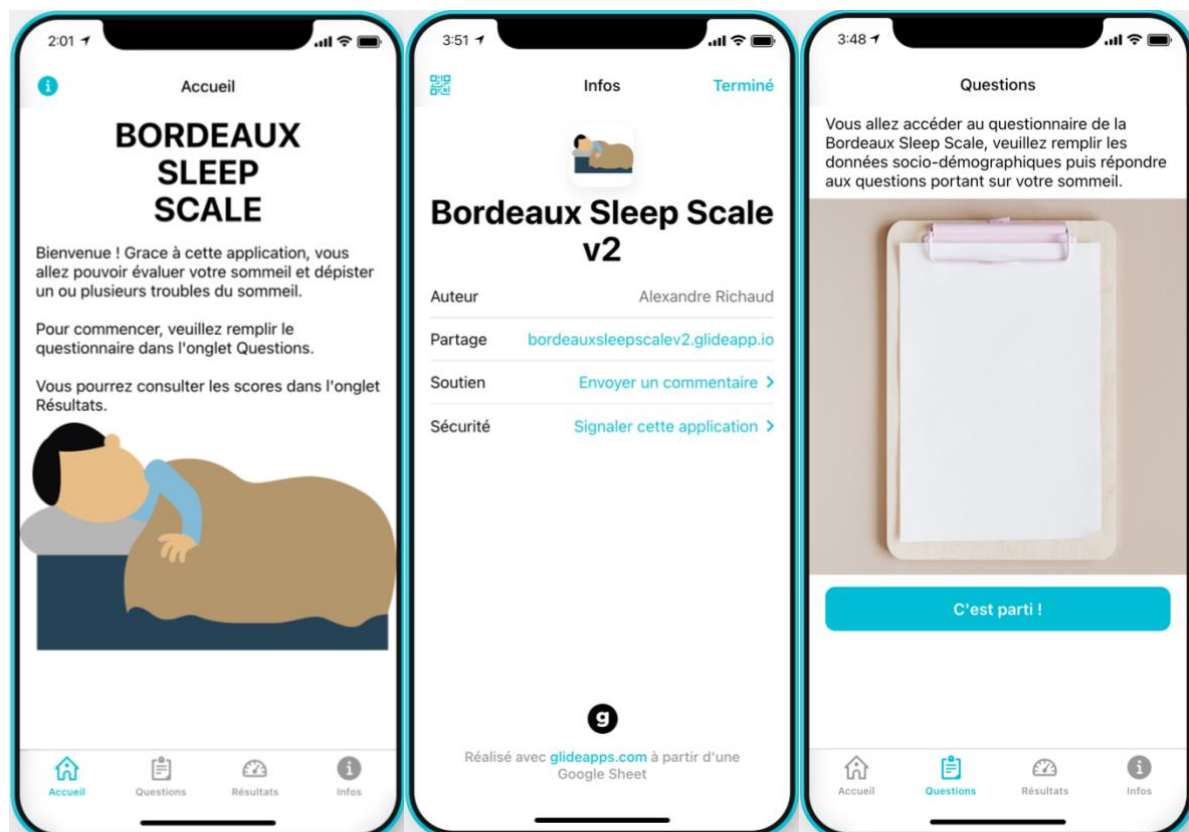 2:01
Accueil
BORDEAUX
SLEEP
SCALE
Bienvenue ! Grace à cette application, vous
allez pouvoir évaluer votre sommeil et dépister
un ou plusieurs troubles du sommeil.
Pour commencer, veuillez remplir le
questionnaire dans l'onglet Questions.
Vous pourrez consulter les scores dans l'onglet
Résultats.
Accueil Questions Résultats Infos
3:51
Infos Terminé
Bordeaux Sleep Scale
v2
Auteur Alexandre Richaud
Partage bordeauxsleepscalev2.glideapp.io
Soutien Envoyer un commentaire >
Sécurité Signaler cette application >
g
Réalisé avec glideapps.com à partir d'une
Google Sheet
3:48
Questions
Vous allez accéder au questionnaire de la
Bordeaux Sleep Scale, veuillez remplir les
données socio-démographiques puis répondre
aux questions portant sur votre sommeil.
C'est parti !
Accueil Questions Résultats Infos